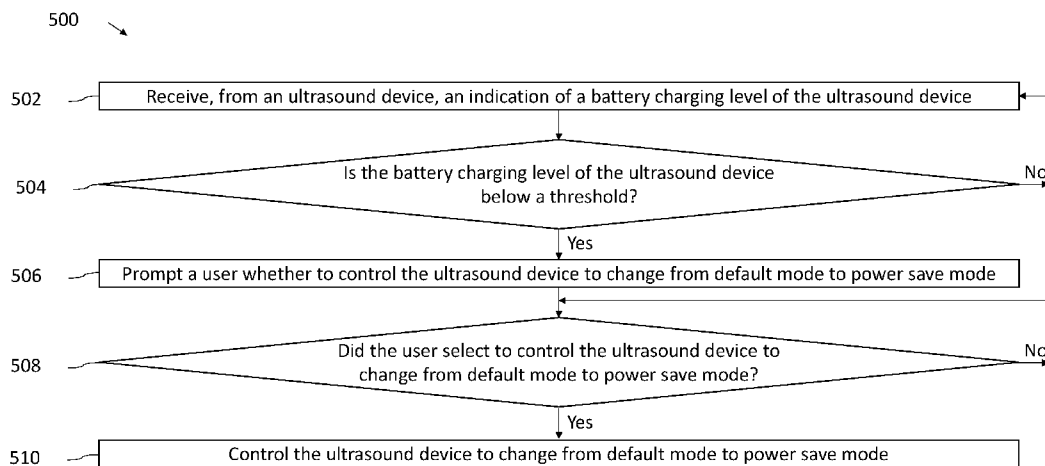 500
502
Receive, from an ultrasound device, an indication of a battery charging level of the ultrasound device
504
Is the battery charging level of the ultrasound device
below a threshold?
No
Yes
506
Prompt a user whether to control the ultrasound device to change from default mode to power save mode
508
Did the user select to control the ultrasound device to
change from default mode to power save mode?
No
Yes
510
Control the ultrasound device to change from default mode to power save mode